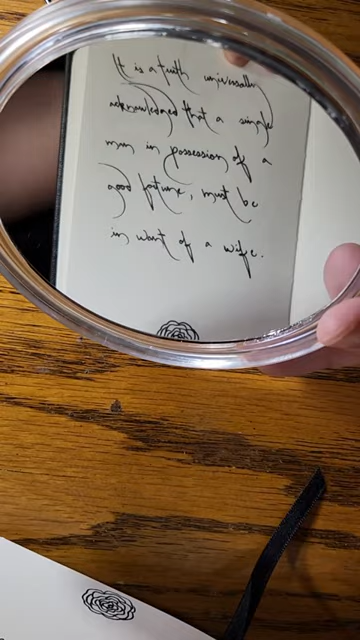 It is a truth universally
acknowledged that a single
man in possession of a
good fortune, must be
in want of a wife.